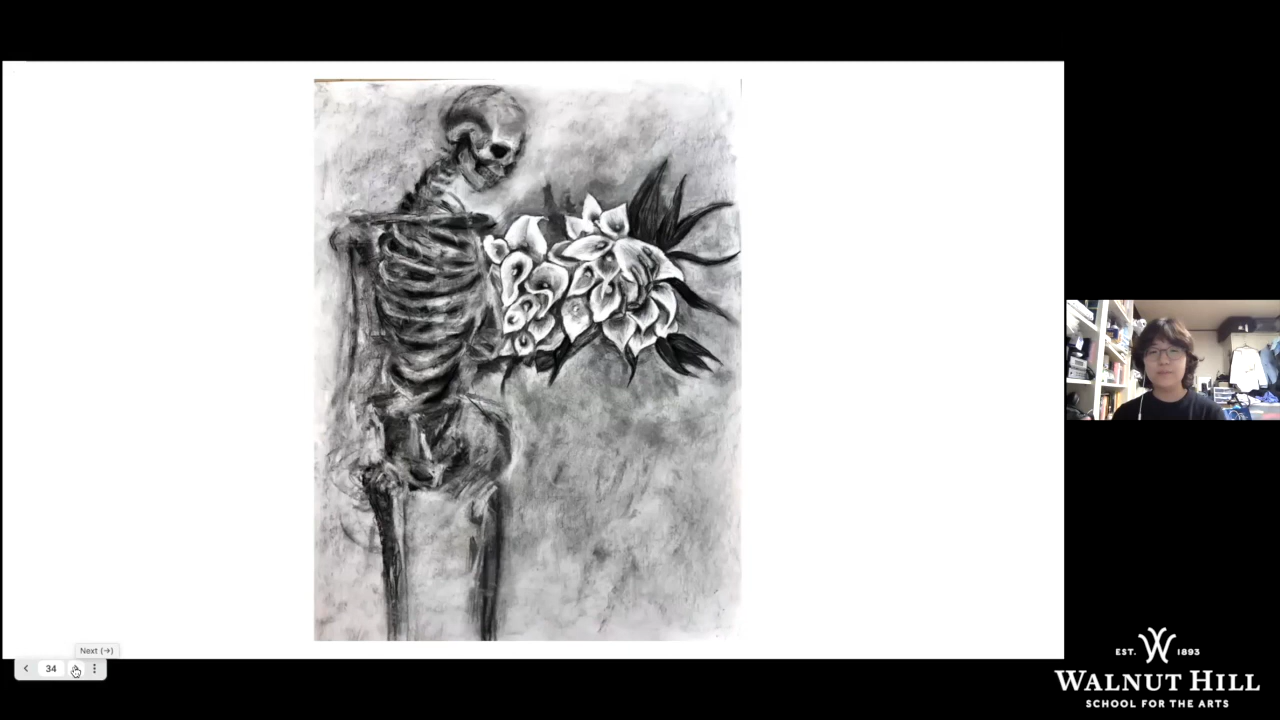 Next (→)
34
EST. 1893
WALNUT HILL
SCHOOL FOR THE ARTS